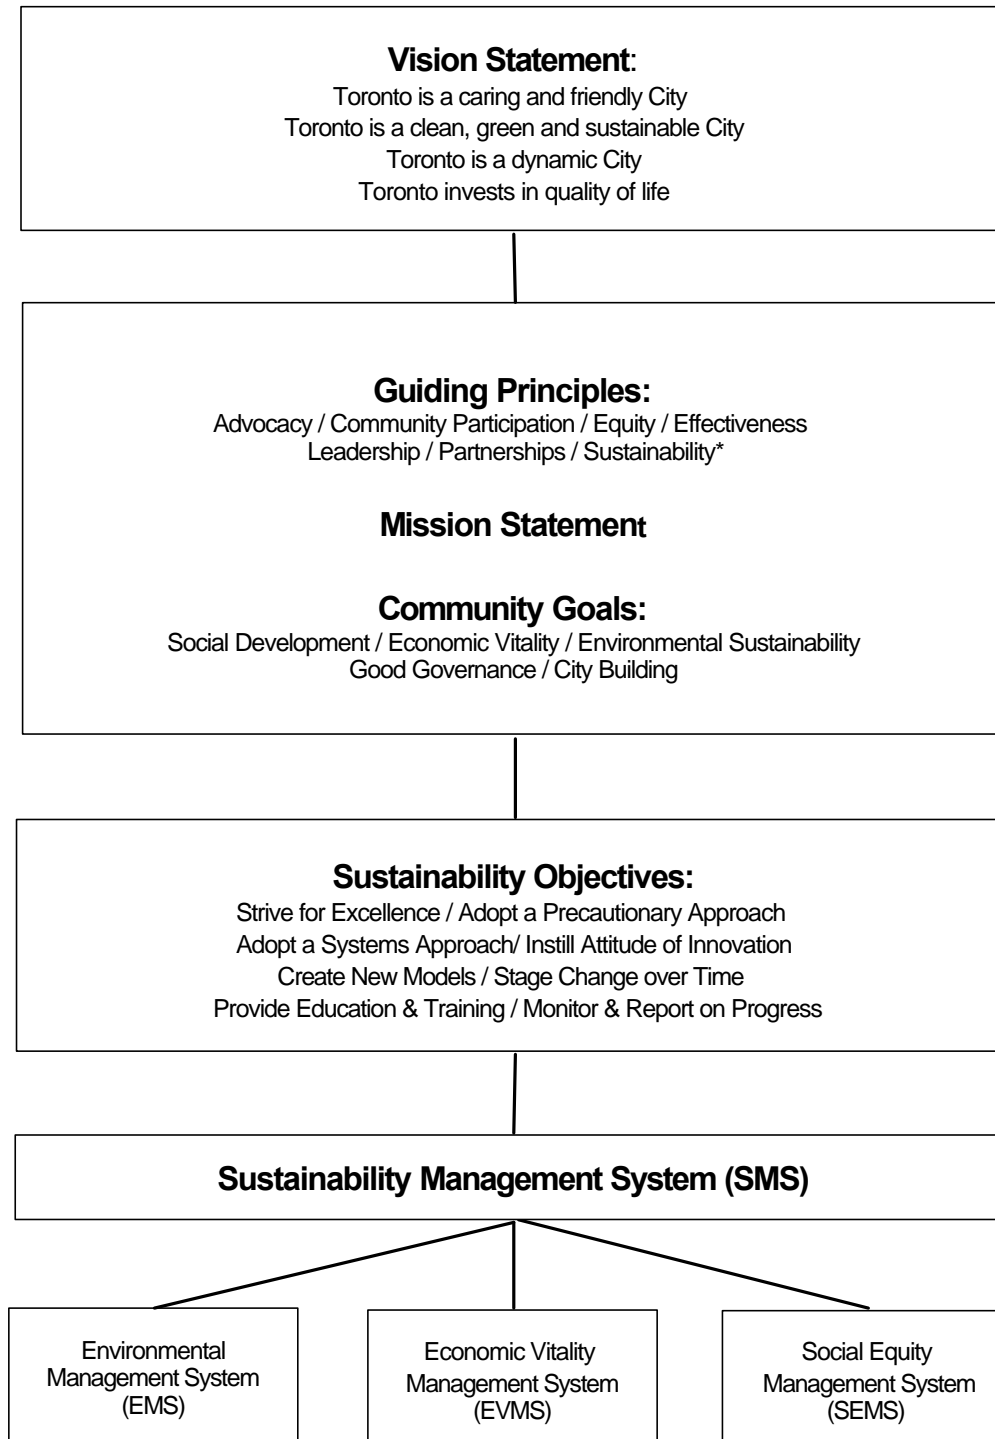 Vision Statement:
Toronto is a caring and friendly City
Toronto is a clean, green and sustainable City
Toronto is a dynamic City
Toronto invests in quality of life
Guiding Principles:
Advocacy / Community Participation / Equity / Effectiveness
Leadership / Partnerships / Sustainability*
Mission Statement
Community Goals:
Social Development / Economic Vitality / Environmental Sustainability
Good Governance / City Building
Sustainability Objectives:
Strive for Excellence / Adopt a Precautionary Approach
Adopt a Systems Approach/ Instill Attitude of Innovation
Create New Models / Stage Change over Time
Provide Education & Training / Monitor & Report on Progress
Sustainability Management System (SMS)
Environmental
Management System
(EMS)
Economic Vitality
Management System
(EVMS)
Social Equity
Management System
(SEMS)